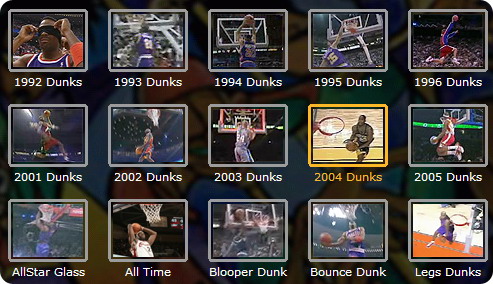 1992 Dunks 1993 Dunks 1994 Dunks 1995 Dunks 1996 Dunks
2001 Dunks 2002 Dunks 2003 Dunks 2004 Dunks 2005 Dunks
AllStar Glass All Time Blooper Dunk Bounce Dunk Legs Dunks